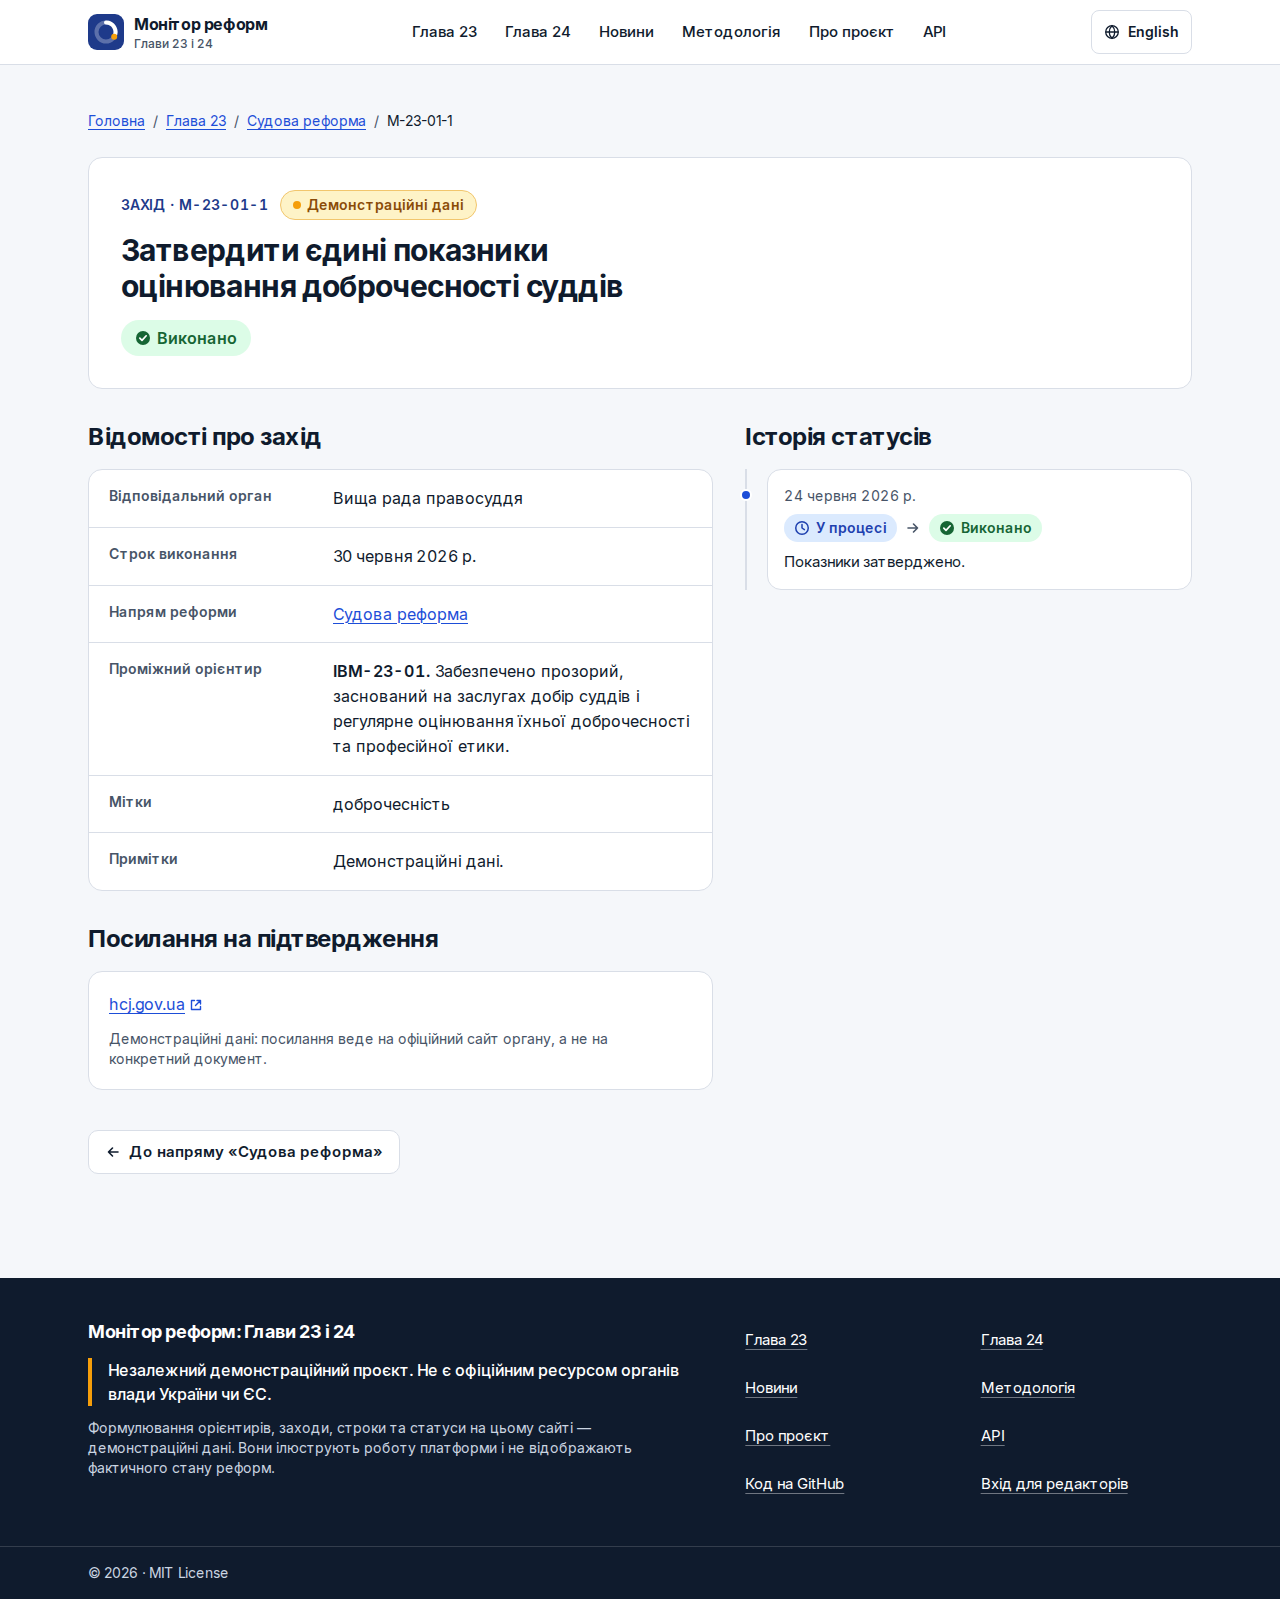 Монітор реформ
Глави 23 і 24
Глава 23
Глава 24
Новини
Методологія
Про проєкт
API
English
Головна / Глава 23 / Судова реформа / М-23-01-1
ЗАХІД · М-23-01-1
Демонстраційні дані
Затвердити єдині показники
оцінювання доброчесності суддів
Виконано
Відомості про захід
Відповідальний орган
Вища рада правосуддя
Строк виконання
30 червня 2026 р.
Напрям реформи
Судова реформа
Проміжний орієнтир
IBM-23-01. Забезпечено прозорий,
заснований на заслугах добір суддів і
регулярне оцінювання їхньої доброчесності
та професійної етики.
Мітки
доброчесність
Примітки
Демонстраційні дані.
Історія статусів
24 червня 2026 р.
У процесі → Виконано
Показники затверджено.
Посилання на підтвердження
hcj.gov.ua
Демонстраційні дані: посилання веде на офіційний сайт органу, а не на
конкретний документ.
← До напряму «Судова реформа»
Монітор реформ: Глави 23 і 24
Незалежний демонстраційний проєкт. Не є офіційним ресурсом органів
влади України чи ЄС.
Формулювання орієнтирів, заходи, строки та статуси на цьому сайті —
демонстраційні дані. Вони ілюструють роботу платформи і не відображають
фактичного стану реформ.
Глава 23
Глава 24
Новини
Методологія
Про проєкт
API
Код на GitHub
Вхід для редакторів
© 2026 · MIT License